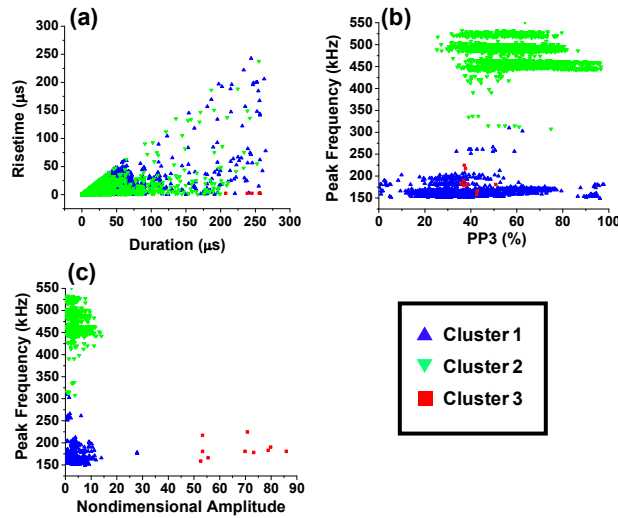 (a)
Risetime (µs)
300
250
200
150
100
50
0
0 50 100 150 200 250 300
Duration (µs)
(b)
Peak Frequency (kHz)
550
500
450
400
350
300
250
200
150
0 20 40 60 80 100
PP3 (%)
(c)
Peak Frequency (kHz)
550
500
450
400
350
300
250
200
150
0 10 20 30 40 50 60 70 80 90
Nondimensional Amplitude
Cluster 1
Cluster 2
Cluster 3